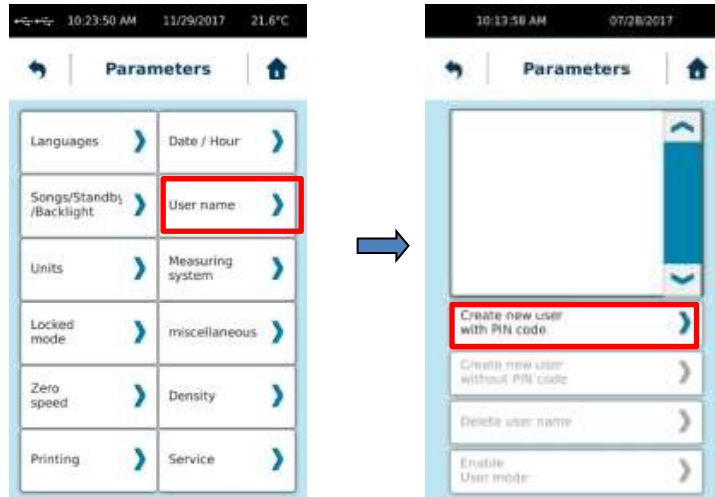 10:23:50 AM 11/29/2017 21.6°C
Parameters
Languages
Date / Hour
Songs/Standby
/Backlight
User name
Units
Measuring
system
Locked
mode
miscellaneous
Zero
speed
Density
Printing
Service
10:13:58 AM 07/28/2017
Parameters
Create new user
with PIN code
Create new user
without PIN code
Delete user name
Enable
User mode